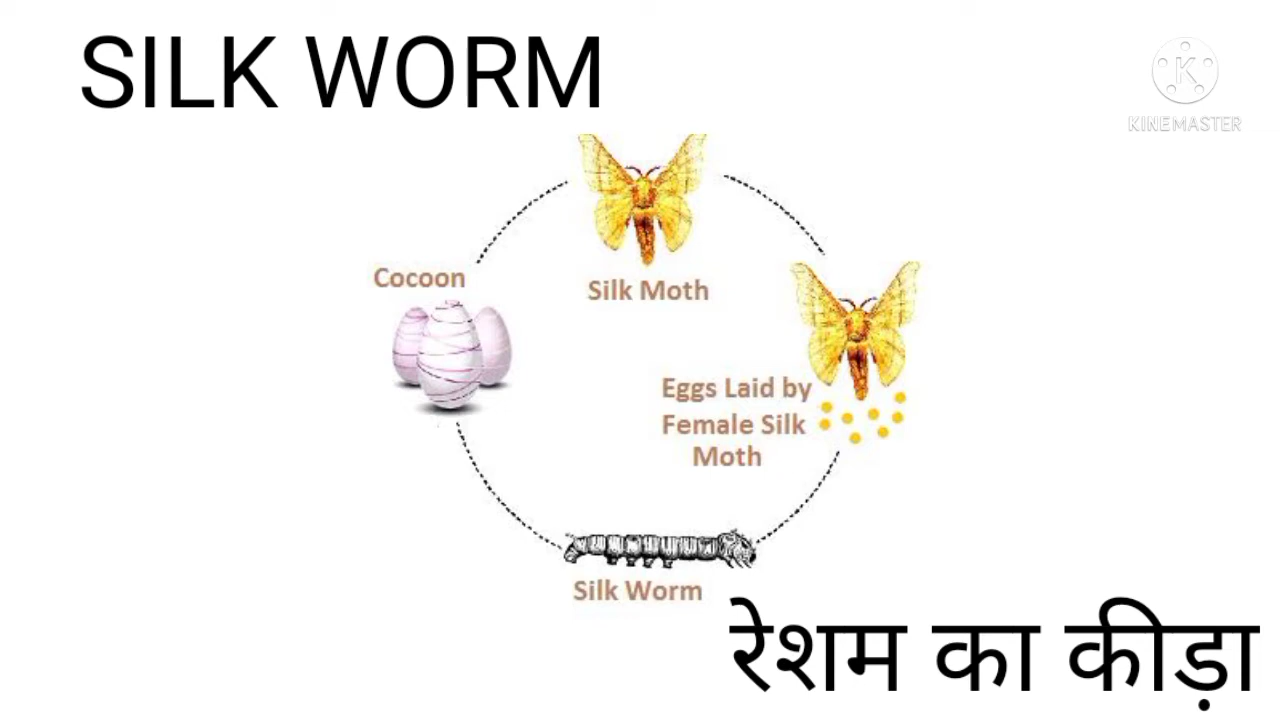 SILK WORM
KINEMASTER
Silk Moth
Cocoon
Eggs Laid by
Female Silk
Moth
Silk Worm
रेशम का कीड़ा